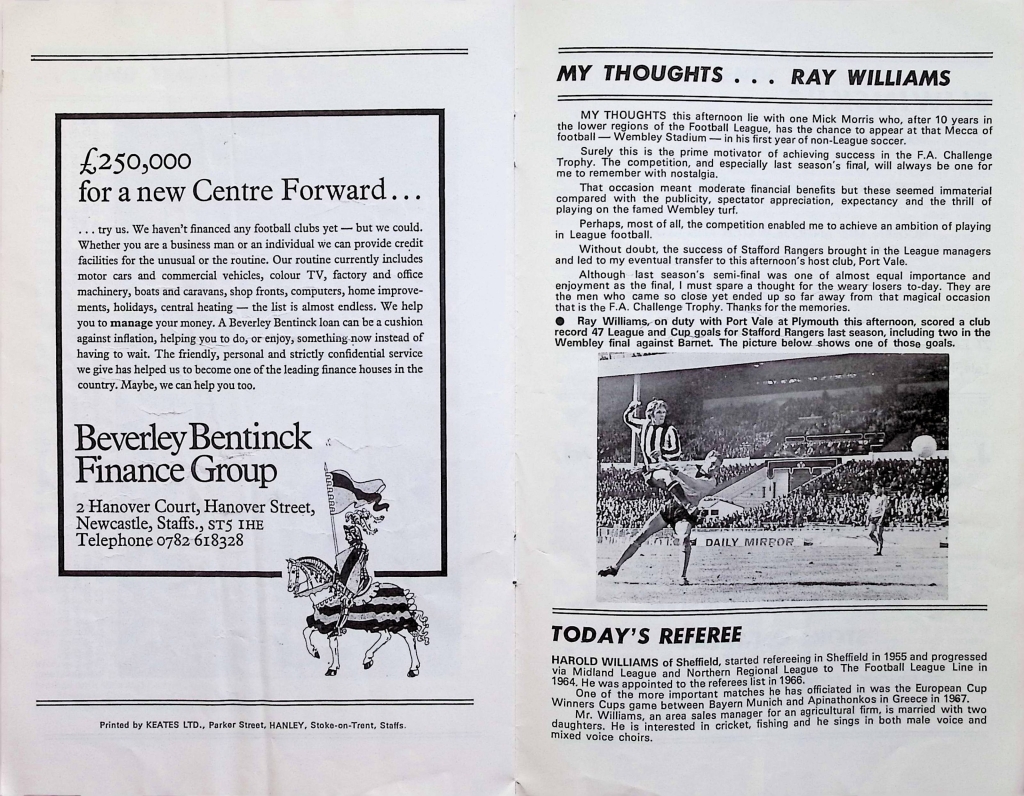 £250,000
for a new Centre Forward . . .
. . . try us. We haven't financed any football clubs yet — but we could.
Whether you are a business man or an individual we can provide credit
facilities for the unusual or the routine. Our routine currently includes
motor cars and commercial vehicles, colour TV, factory and office
machinery, boats and caravans, shop fronts, computers, home improve-
ments, holidays, central heating — the list is almost endless. We help
you to manage your money. A Beverley Bentinck loan can be a cushion
against inflation, helping you to do, or enjoy, something now instead of
having to wait. The friendly, personal and strictly confidential service
we give has helped us to become one of the leading finance houses in the
country. Maybe, we can help you too.
Beverley Bentinck
Finance Group
2 Hanover Court, Hanover Street,
Newcastle, Staffs., ST5 1HE
Telephone 0782 618328
Printed by KEATES LTD., Parker Street, HANLEY, Stoke-on-Trent, Staffs.
MY THOUGHTS . . . RAY WILLIAMS
MY THOUGHTS this afternoon lie with one Mick Morris who, after 10 years in
the lower regions of the Football League, has the chance to appear at that Mecca of
football — Wembley Stadium — in his first year of non-League soccer.
Surely this is the prime motivator of achieving success in the F.A. Challenge
Trophy. The competition, and especially last season's final, will always be one for
me to remember with nostalgia.
That occasion meant moderate financial benefits but these seemed immaterial
compared with the publicity, spectator appreciation, expectancy and the thrill of
playing on the famed Wembley turf.
Perhaps, most of all, the competition enabled me to achieve an ambition of playing
in League football.
Without doubt, the success of Stafford Rangers brought in the League managers
and led to my eventual transfer to this afternoon's host club, Port Vale.
Although last season's semi-final was one of almost equal importance and
enjoyment as the final, I must spare a thought for the weary losers to-day. They are
the men who came so close yet ended up so far away from that magical occasion
that is the F.A. Challenge Trophy. Thanks for the memories.
● Ray Williams, on duty with Port Vale at Plymouth this afternoon, scored a club
record 47 League and Cup goals for Stafford Rangers last season, including two in the
Wembley final against Barnet. The picture below shows one of those goals.
DAILY MIRROR
TODAY'S REFEREE
HAROLD WILLIAMS of Sheffield, started refereeing in Sheffield in 1955 and progressed
via Midland League and Northern Regional League to The Football League Line in
1964. He was appointed to the referees list in 1966.
One of the more important matches he has officiated in was the European Cup
Winners Cups game between Bayern Munich and Apinathonkos in Greece in 1967.
Mr. Williams, an area sales manager for an agricultural firm, is married with two
daughters. He is interested in cricket, fishing and he sings in both male voice and
mixed voice choirs.